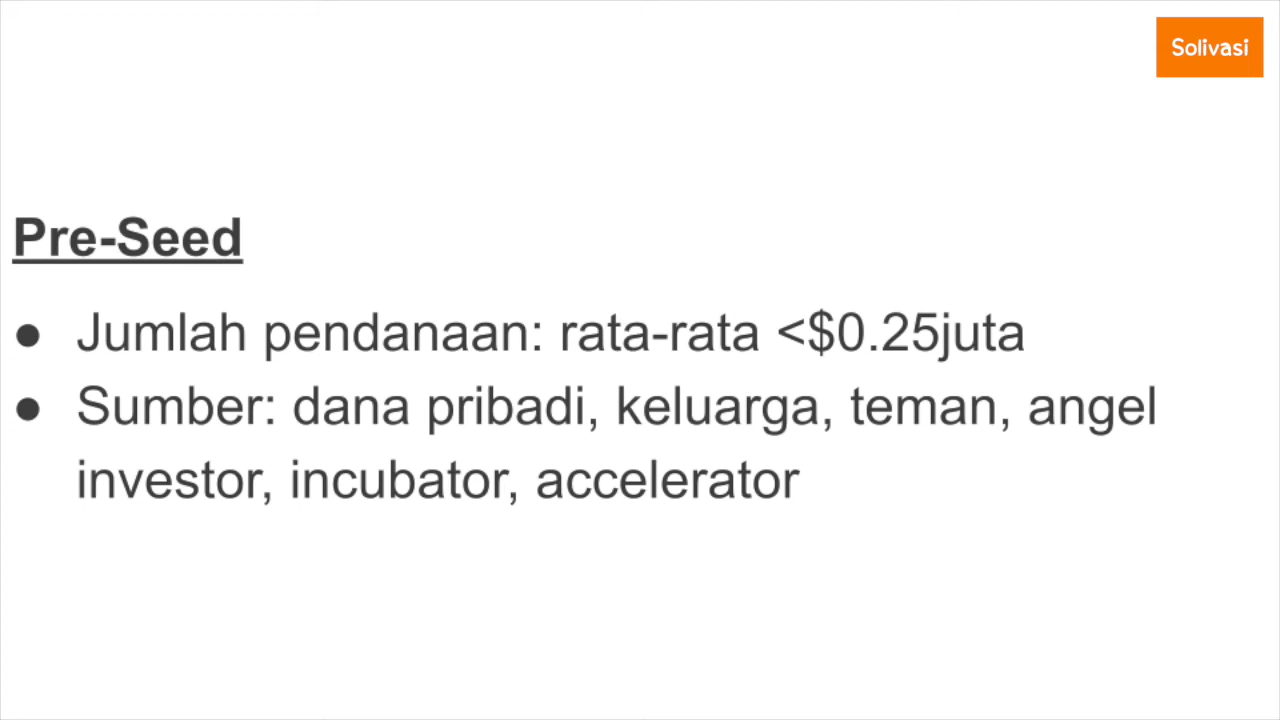 Solivasi
Pre-Seed
● Jumlah pendanaan: rata-rata <$0.25juta
● Sumber: dana pribadi, keluarga, teman, angel
investor, incubator, accelerator